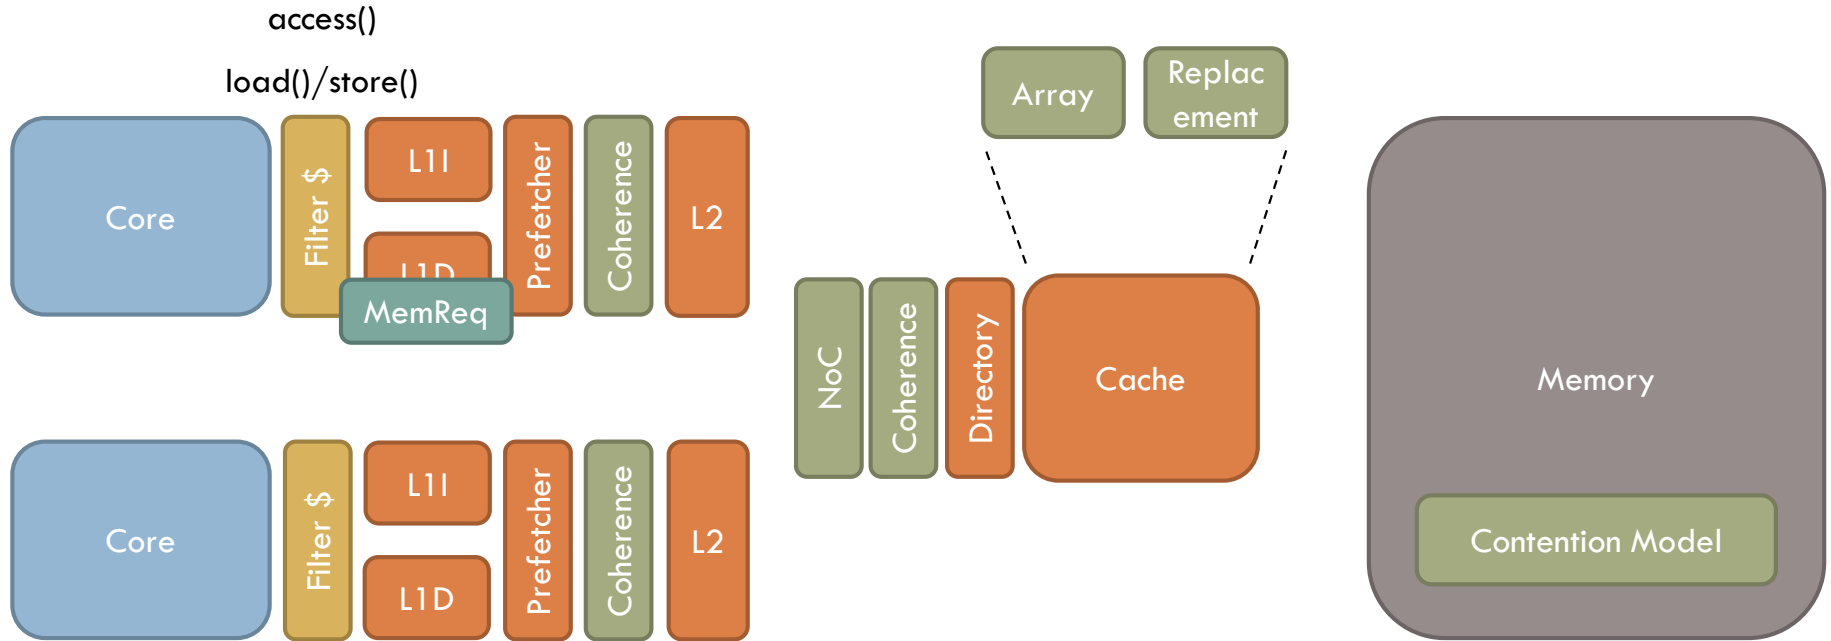 access()
load()/store()
Array
Replac
ement
Core
Filter $
L1I
L1D
MemReq
Prefetcher
Coherence
L2
NoC
Coherence
Directory
Cache
Memory
Contention Model
Core
Filter $
L1I
L1D
Prefetcher
Coherence
L2